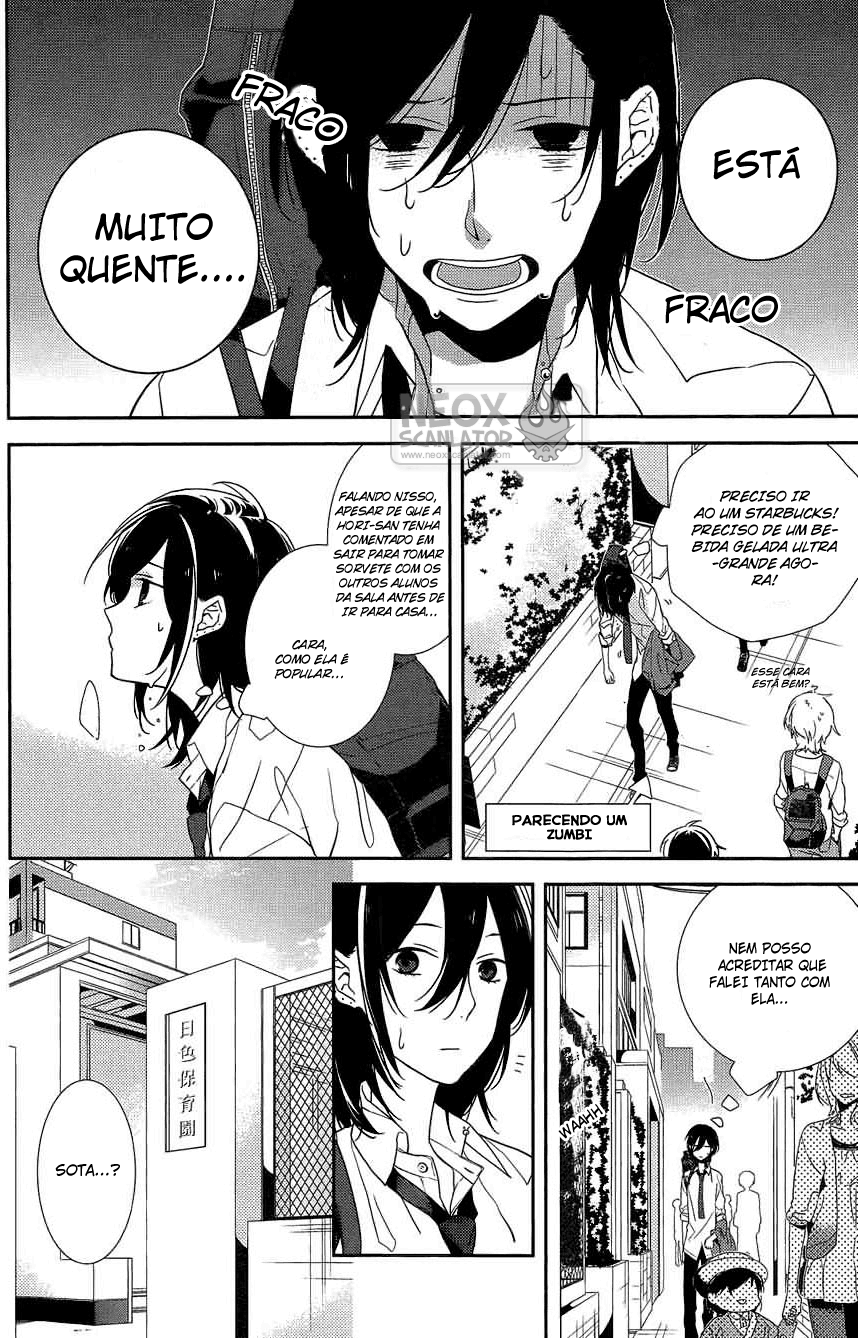 ESTÁ
FRACO
MUITO
QUENTE....
FRACO
NEOX
SCANLATOR
PRECISO IR
AO UM STARBUCKS!
PRECISO DE UM BE-
BIDA GELADA ULTRA
-GRANDE AGO-
RA!
ESSE CARA
ESTÁ BEM?
PARECENDO UM
ZUMBI
FALANDO NISSO,
APESAR DE QUE A
HORI-SAN TENHA
COMENTADO EM
SAIR PARA TOMAR
SORVETE COM OS
OUTROS ALUNOS
DA SALA ANTES DE
IR PARA CASA...
CARA,
COMO ELA É
POPULAR...
NEM POSSO
ACREDITAR QUE
FALEI TANTO COM
ELA...
WAAHH
日色保育園
SOTA...?